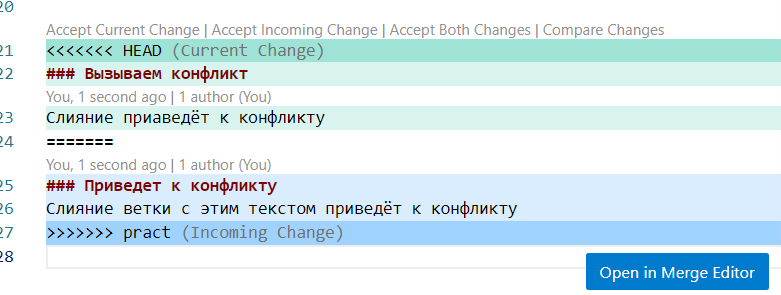 20
Accept Current Change | Accept Incoming Change | Accept Both Changes | Compare Changes
21 <<<<<<< HEAD (Current Change)
22 ### Вызываем конфликт
You, 1 second ago | 1 author (You)
23 Слияние приаведёт к конфликту
24 =======
You, 1 second ago | 1 author (You)
25 ### Приведет к конфликту
26 Слияние ветки с этим текстом приведёт к конфликту
27 >>>>>>> pract (Incoming Change)
28
Open in Merge Editor